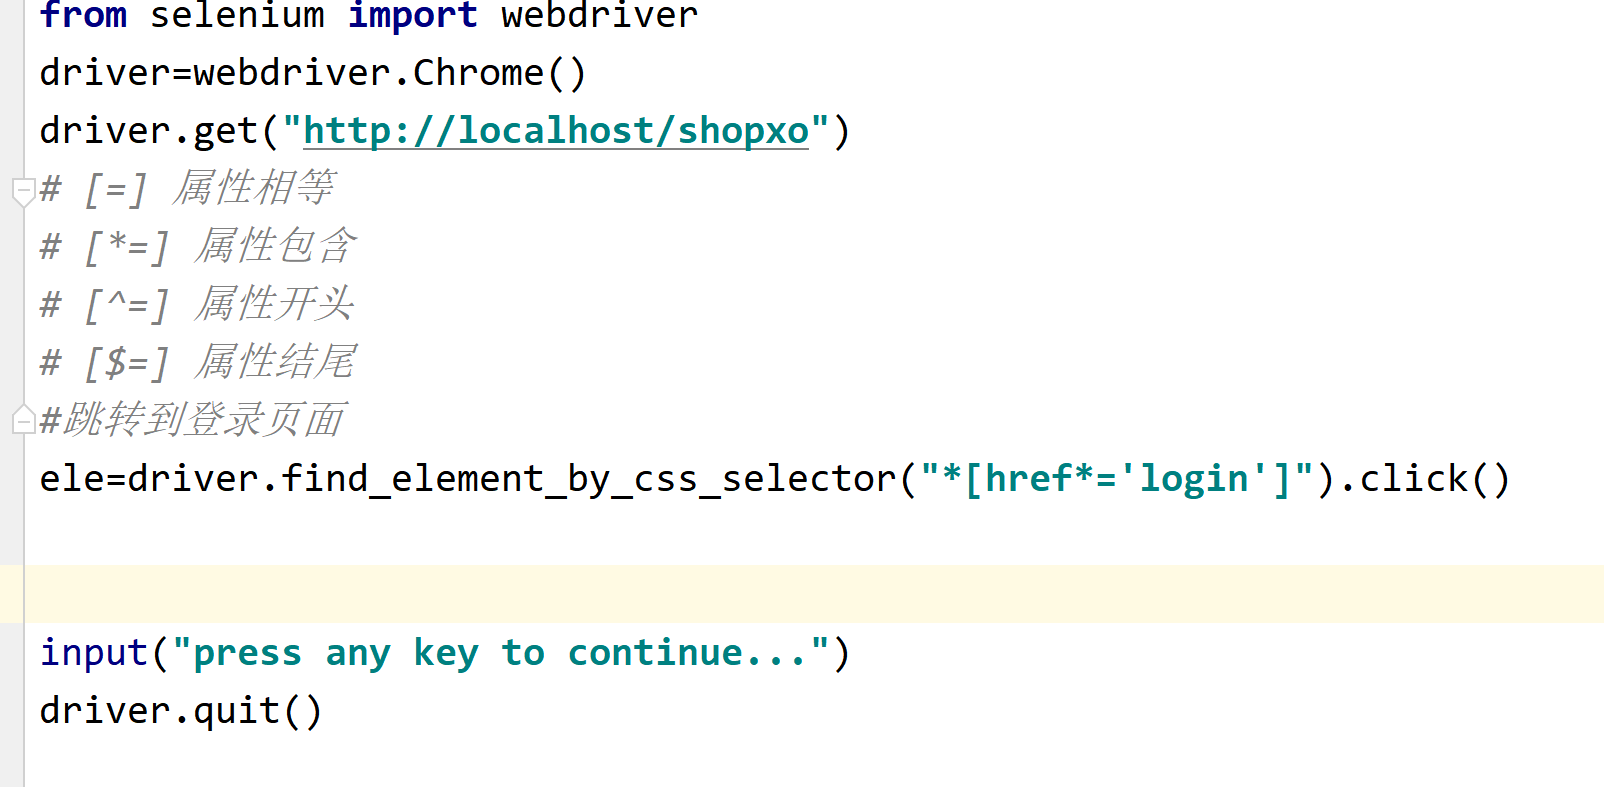 from selenium import webdriver
driver=webdriver.Chrome()
driver.get("http://localhost/shopxo")
# [=] 属性相等
# [*=] 属性包含
# [^=] 属性开头
# [$=] 属性结尾
#跳转到登录页面
ele=driver.find_element_by_css_selector("*[href*='login']").click()
input("press any key to continue...")
driver.quit()